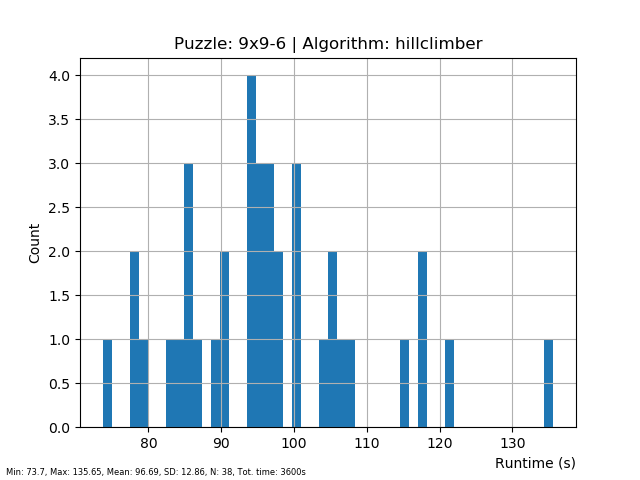 Puzzle: 9x9-6 | Algorithm: hillclimber
4.0
3.5
3.0
2.5
2.0
1.5
1.0
0.5
0.0
Count
80 90 100 110 120 130
Runtime (s)
Min: 73.7, Max: 135.65, Mean: 96.69, SD: 12.86, N: 38, Tot. time: 3600s